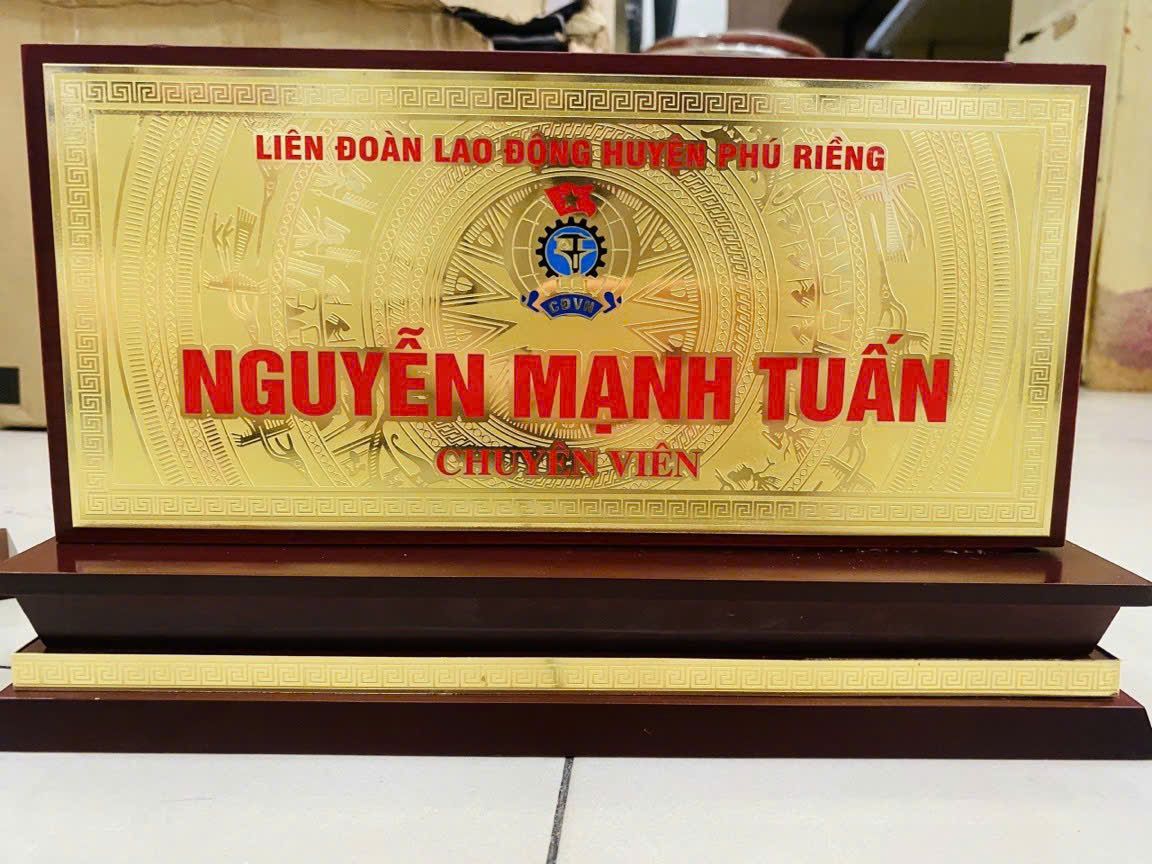 LIÊN ĐOÀN LAO ĐỘNG HUYỆN PHÚ RIỀNG
CĐVN
NGUYỄN MẠNH TUẤN
CHUYÊN VIÊN